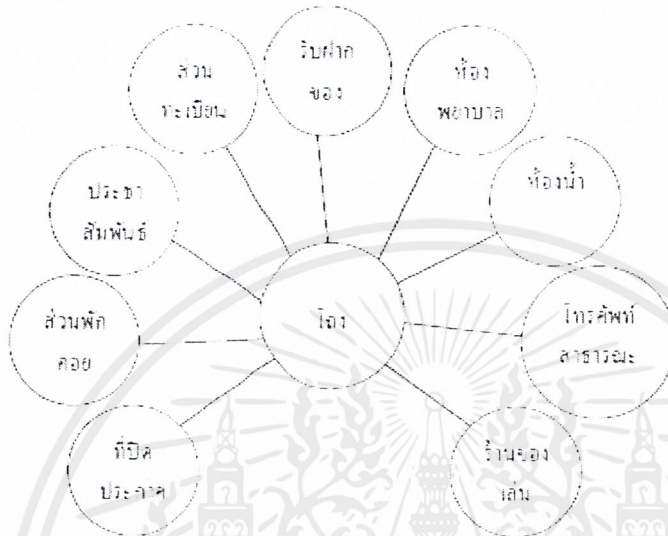 รับฝาก
ของ
ส่วน
ทะเบียน
ห้อง
พยาบาล
ประชา
สัมพันธ์
ห้องน้ำ
ส่วนพัก
คอย
โถง
โทรศัพท์
สาธารณะ
ที่ปิด
ประกาศ
ร้านของ
เล่น